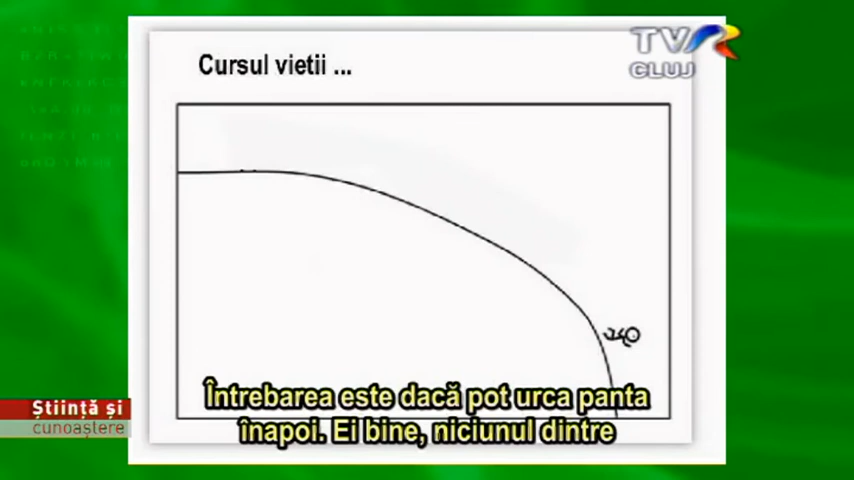 Cursul vietii ...
TVR
CLUJ
Întrebarea este dacă pot urca panta
înapoi. Ei bine, niciunul dintre
Știință și
cunoaștere